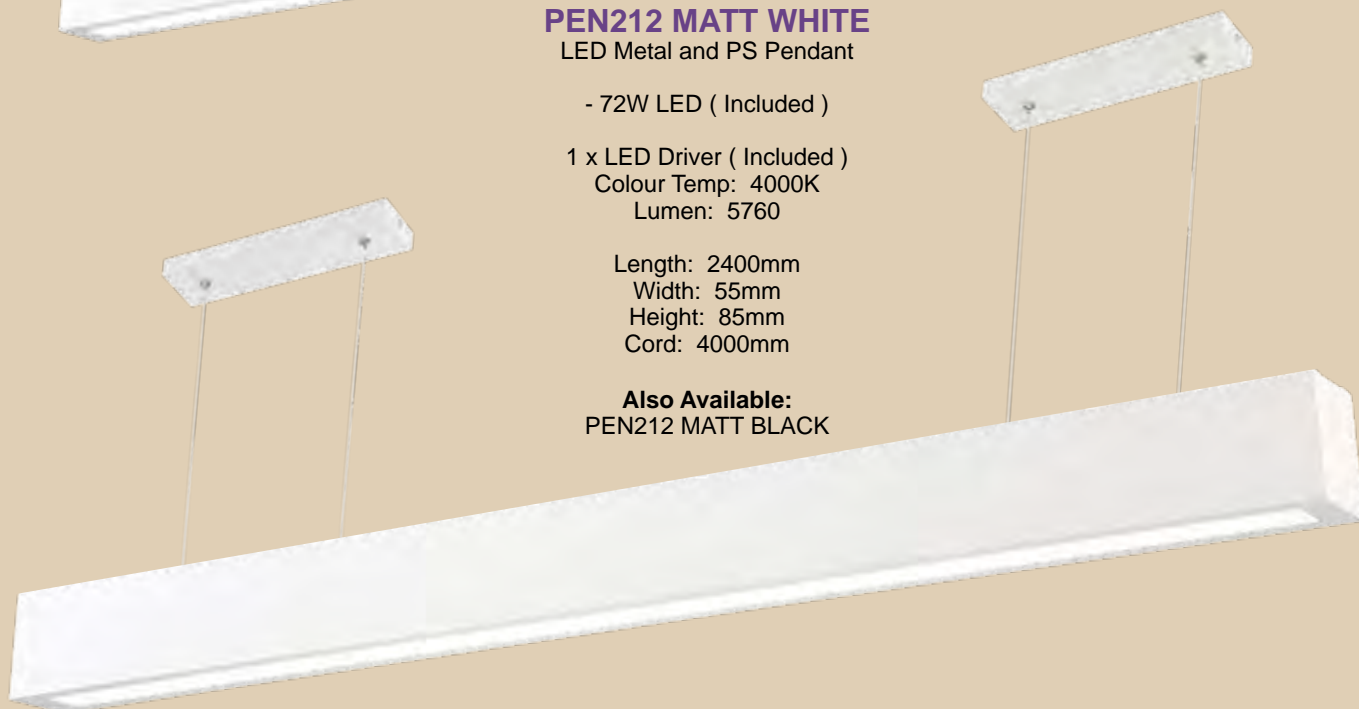 PEN212 MATT WHITE
LED Metal and PS Pendant
- 72W LED ( Included )
1 x LED Driver ( Included )
Colour Temp: 4000K
Lumen: 5760
Length: 2400mm
Width: 55mm
Height: 85mm
Cord: 4000mm
Also Available:
PEN212 MATT BLACK